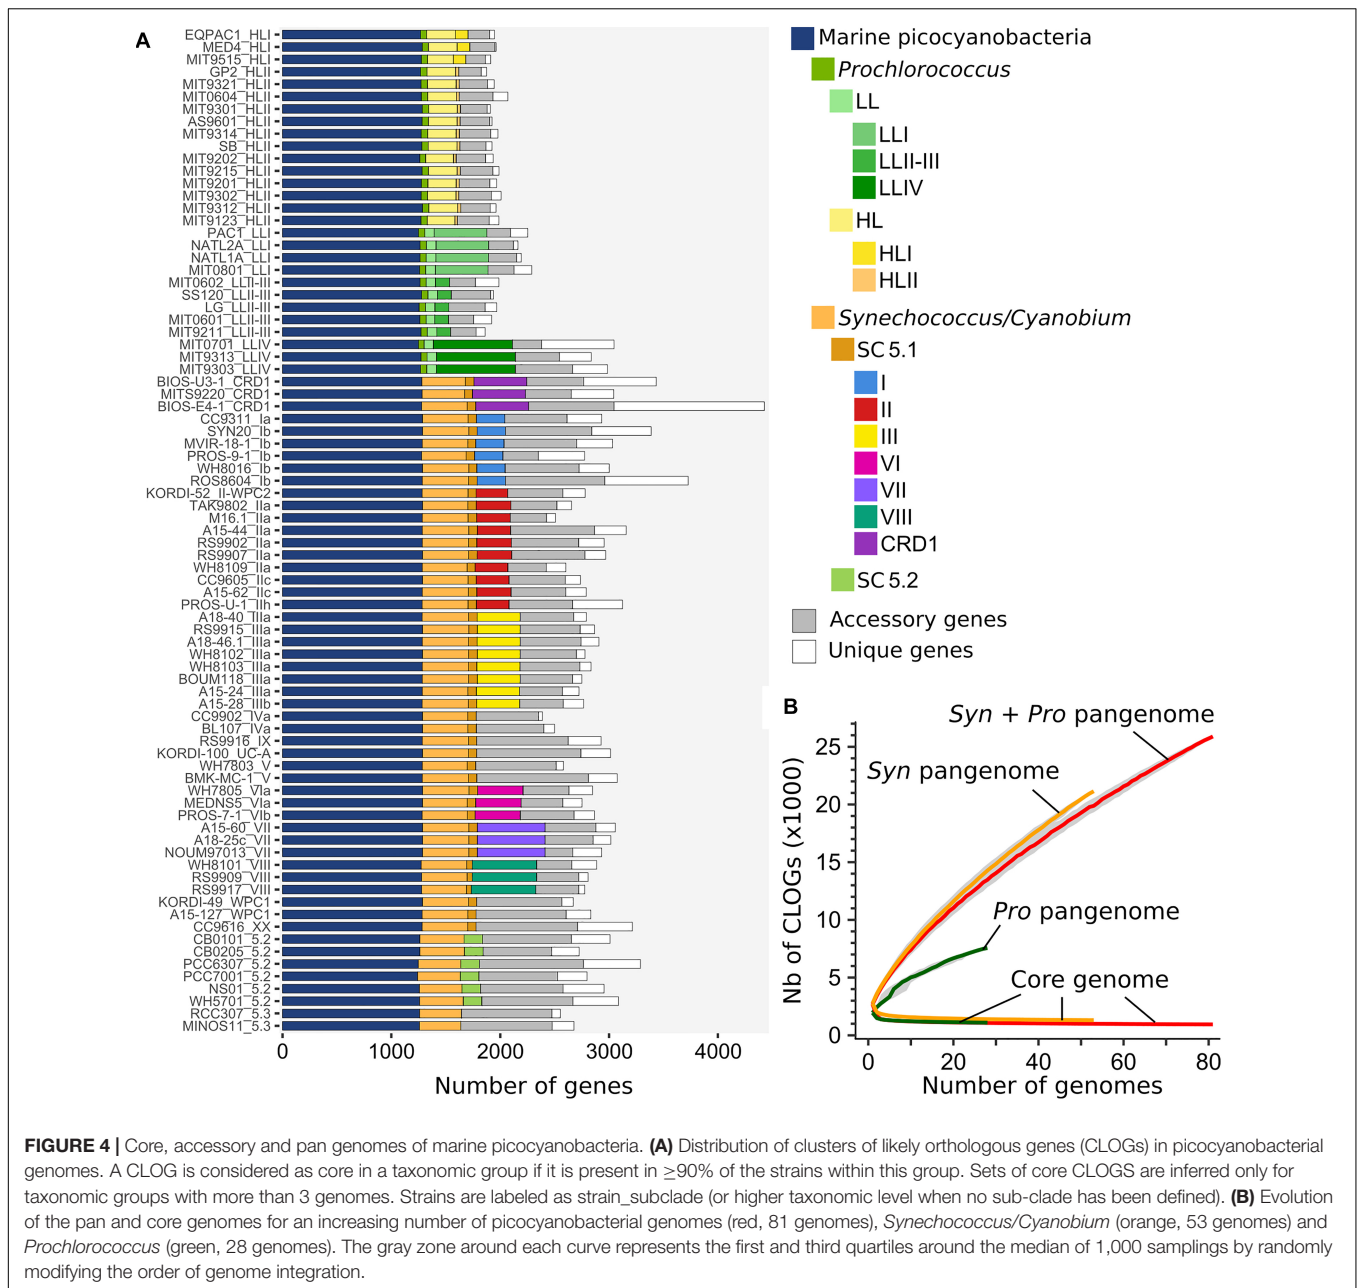 A
EQPAC1_HLI
MED4_HLI
MIT9515_HLI
GP2_HLII
MIT9321_HLII
MIT0604_HLII
MIT9301_HLII
AS9601_HLII
MIT9314_HLII
SB_HLII
MIT9202_HLII
MIT9215_HLII
MIT9201_HLII
MIT9302_HLII
MIT9312_HLII
MIT9123_HLII
PAC1_LLI
NATL2A_LLI
NATL1A_LLI
MIT0801_LLI
MIT0602_LLII-III
SS120_LLII-III
LG_LLII-III
MIT0601_LLII-III
MIT9211_LLII-III
MIT0701_LLIV
MIT9313_LLIV
MIT9303_LLIV
BIOS-U3-1_CRD1
MITS9220_CRD1
BIOS-E4-1_CRD1
CC9311_Ia
SYN20_Ib
MVIR-18-1_Ib
PROS-9-1_Ib
WH8016_Ib
ROS8604_Ib
KORDI-52_II-WPC2
TAK9802_IIa
M16.1_IIa
A15-44_IIa
RS9902_IIa
RS9907_IIa
WH8109_IIa
CC9605_IIc
A15-62_IIc
PROS-U-1_IIh
A18-40_IIIa
RS9915_IIIa
A18-46.1_IIIa
WH8102_IIIa
WH8103_IIIa
BOUM118_IIIa
A15-24_IIIa
A15-28_IIIb
CC9902_IVa
BL107_IVa
RS9916_IX
KORDI-100_UC-A
WH7803_V
BMK-MC-1_V
WH7805_VIa
MEDNS5_VIa
PROS-7-1_VIb
A15-60_VII
A18-25c_VII
NOUM97013_VII
WH8101_VIII
RS9909_VIII
RS9917_VIII
KORDI-49_WPC1
A15-127_WPC1
CC9616_XX
CB0101_5.2
CB0205_5.2
PCC6307_5.2
PCC7001_5.2
NS01_5.2
WH5701_5.2
RCC307_5.3
MINOS11_5.3
0 1000 2000 3000 4000
Number of genes
Marine picocyanobacteria
Prochlorococcus
LL
LLI
LLII-III
LLIV
HL
HLI
HLII
Synechococcus/Cyanobium
SC 5.1
I
II
III
VI
VII
VIII
CRD1
SC 5.2
Accessory genes
Unique genes
B
Syn + Pro pangenome
Syn pangenome
Pro pangenome
Core genome
Nb of CLOGs (x1000)
25
20
15
10
5
0
0 20 40 60 80
Number of genomes
FIGURE 4 | Core, accessory and pan genomes of marine picocyanobacteria. (A) Distribution of clusters of likely orthologous genes (CLOGs) in picocyanobacterial
genomes. A CLOG is considered as core in a taxonomic group if it is present in ≥90% of the strains within this group. Sets of core CLOGS are inferred only for
taxonomic groups with more than 3 genomes. Strains are labeled as strain_subclade (or higher taxonomic level when no sub-clade has been defined). (B) Evolution
of the pan and core genomes for an increasing number of picocyanobacterial genomes (red, 81 genomes), Synechococcus/Cyanobium (orange, 53 genomes) and
Prochlorococcus (green, 28 genomes). The gray zone around each curve represents the first and third quartiles around the median of 1,000 samplings by randomly
modifying the order of genome integration.